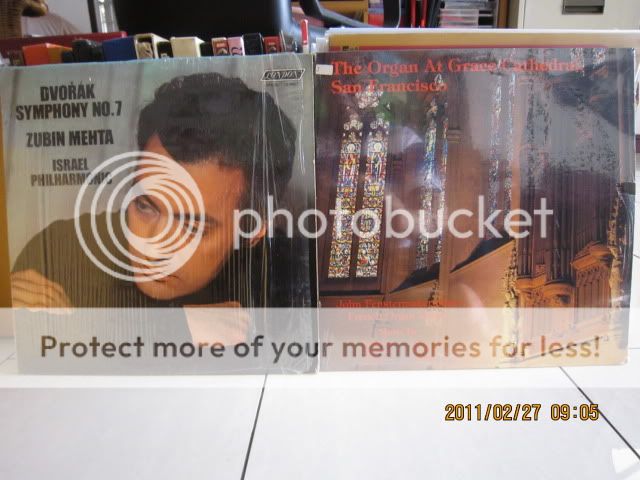 DVOŘÁK
SYMPHONY NO.7
ZUBIN MEHTA
ISRAEL
PHILHARMONIC
LONDON
The Organ At Grace Cathedral
San Francisco
photobucket
Protect more of your memories for less!
2011/02/27 09:05